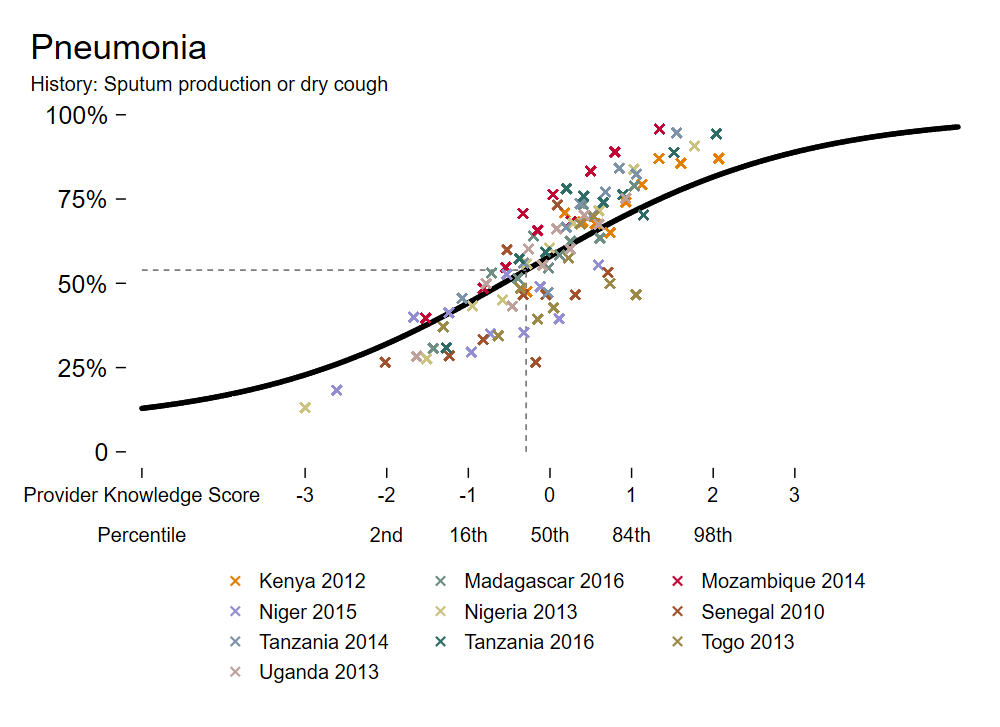 Pneumonia
History: Sputum production or dry cough
100%
75%
50%
25%
0
Provider Knowledge Score -3 -2 -1 0 1 2 3
Percentile 2nd 16th 50th 84th 98th
Kenya 2012 Madagascar 2016 Mozambique 2014
Niger 2015 Nigeria 2013 Senegal 2010
Tanzania 2014 Tanzania 2016 Togo 2013
Uganda 2013